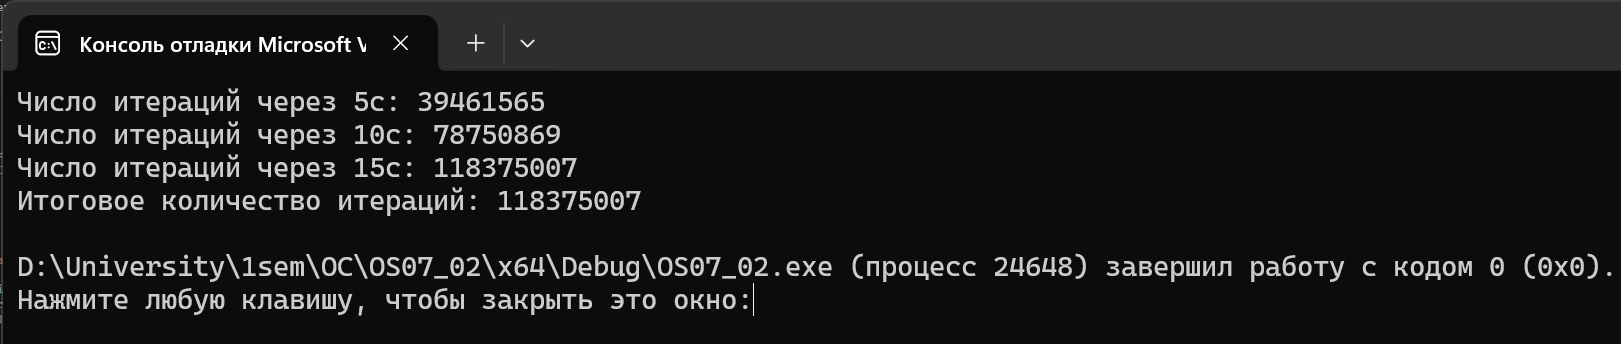 Консоль отладки Microsoft V
Число итераций через 5с: 39461565
Число итераций через 10с: 78750869
Число итераций через 15с: 118375007
Итоговое количество итераций: 118375007
D:\University\1sem\ОС\OS07_02\x64\Debug\OS07_02.exe (процесс 24648) завершил работу с кодом 0 (0x0).
Нажмите любую клавишу, чтобы закрыть это окно: